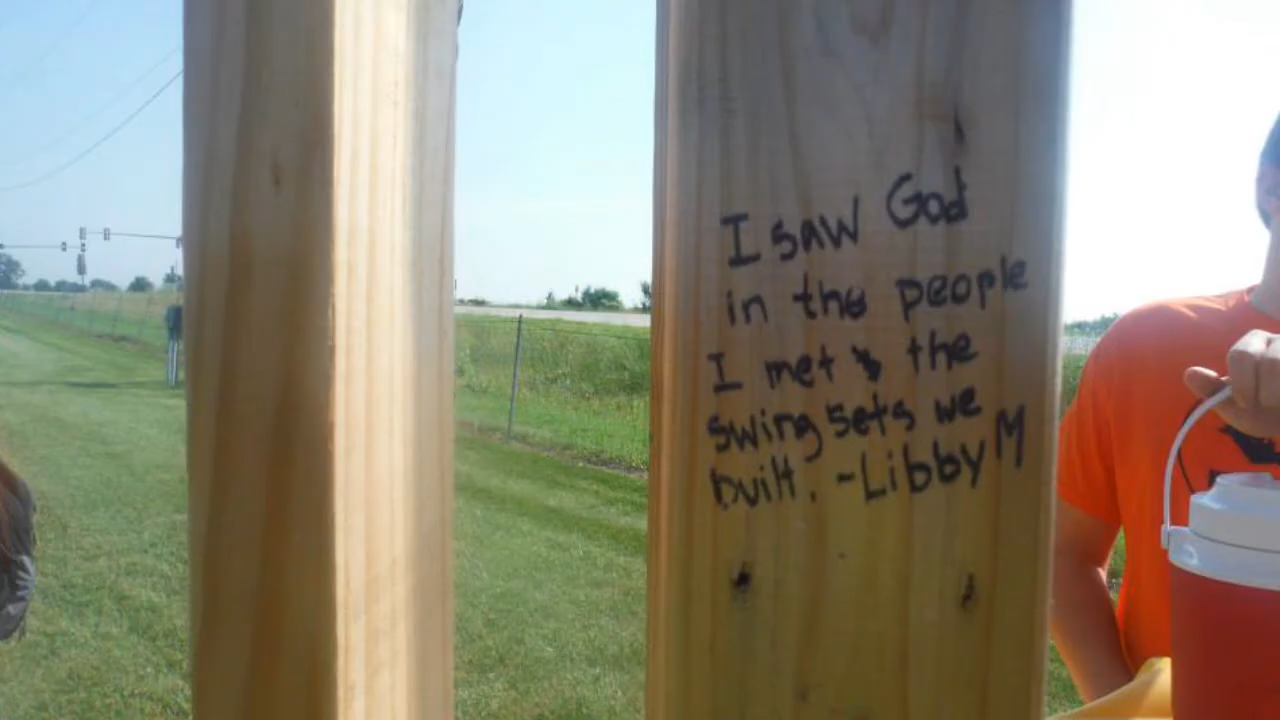 I saw God
in the people
I met & the
swing sets we
built. -Libby M